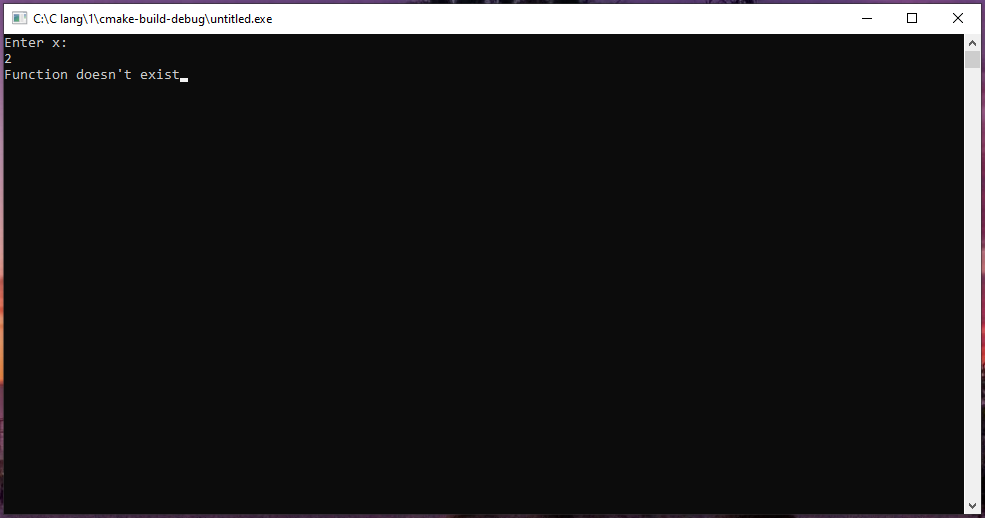 C:\C lang\1\cmake-build-debug\untitled.exe
Enter x:
2
Function doesn't exist